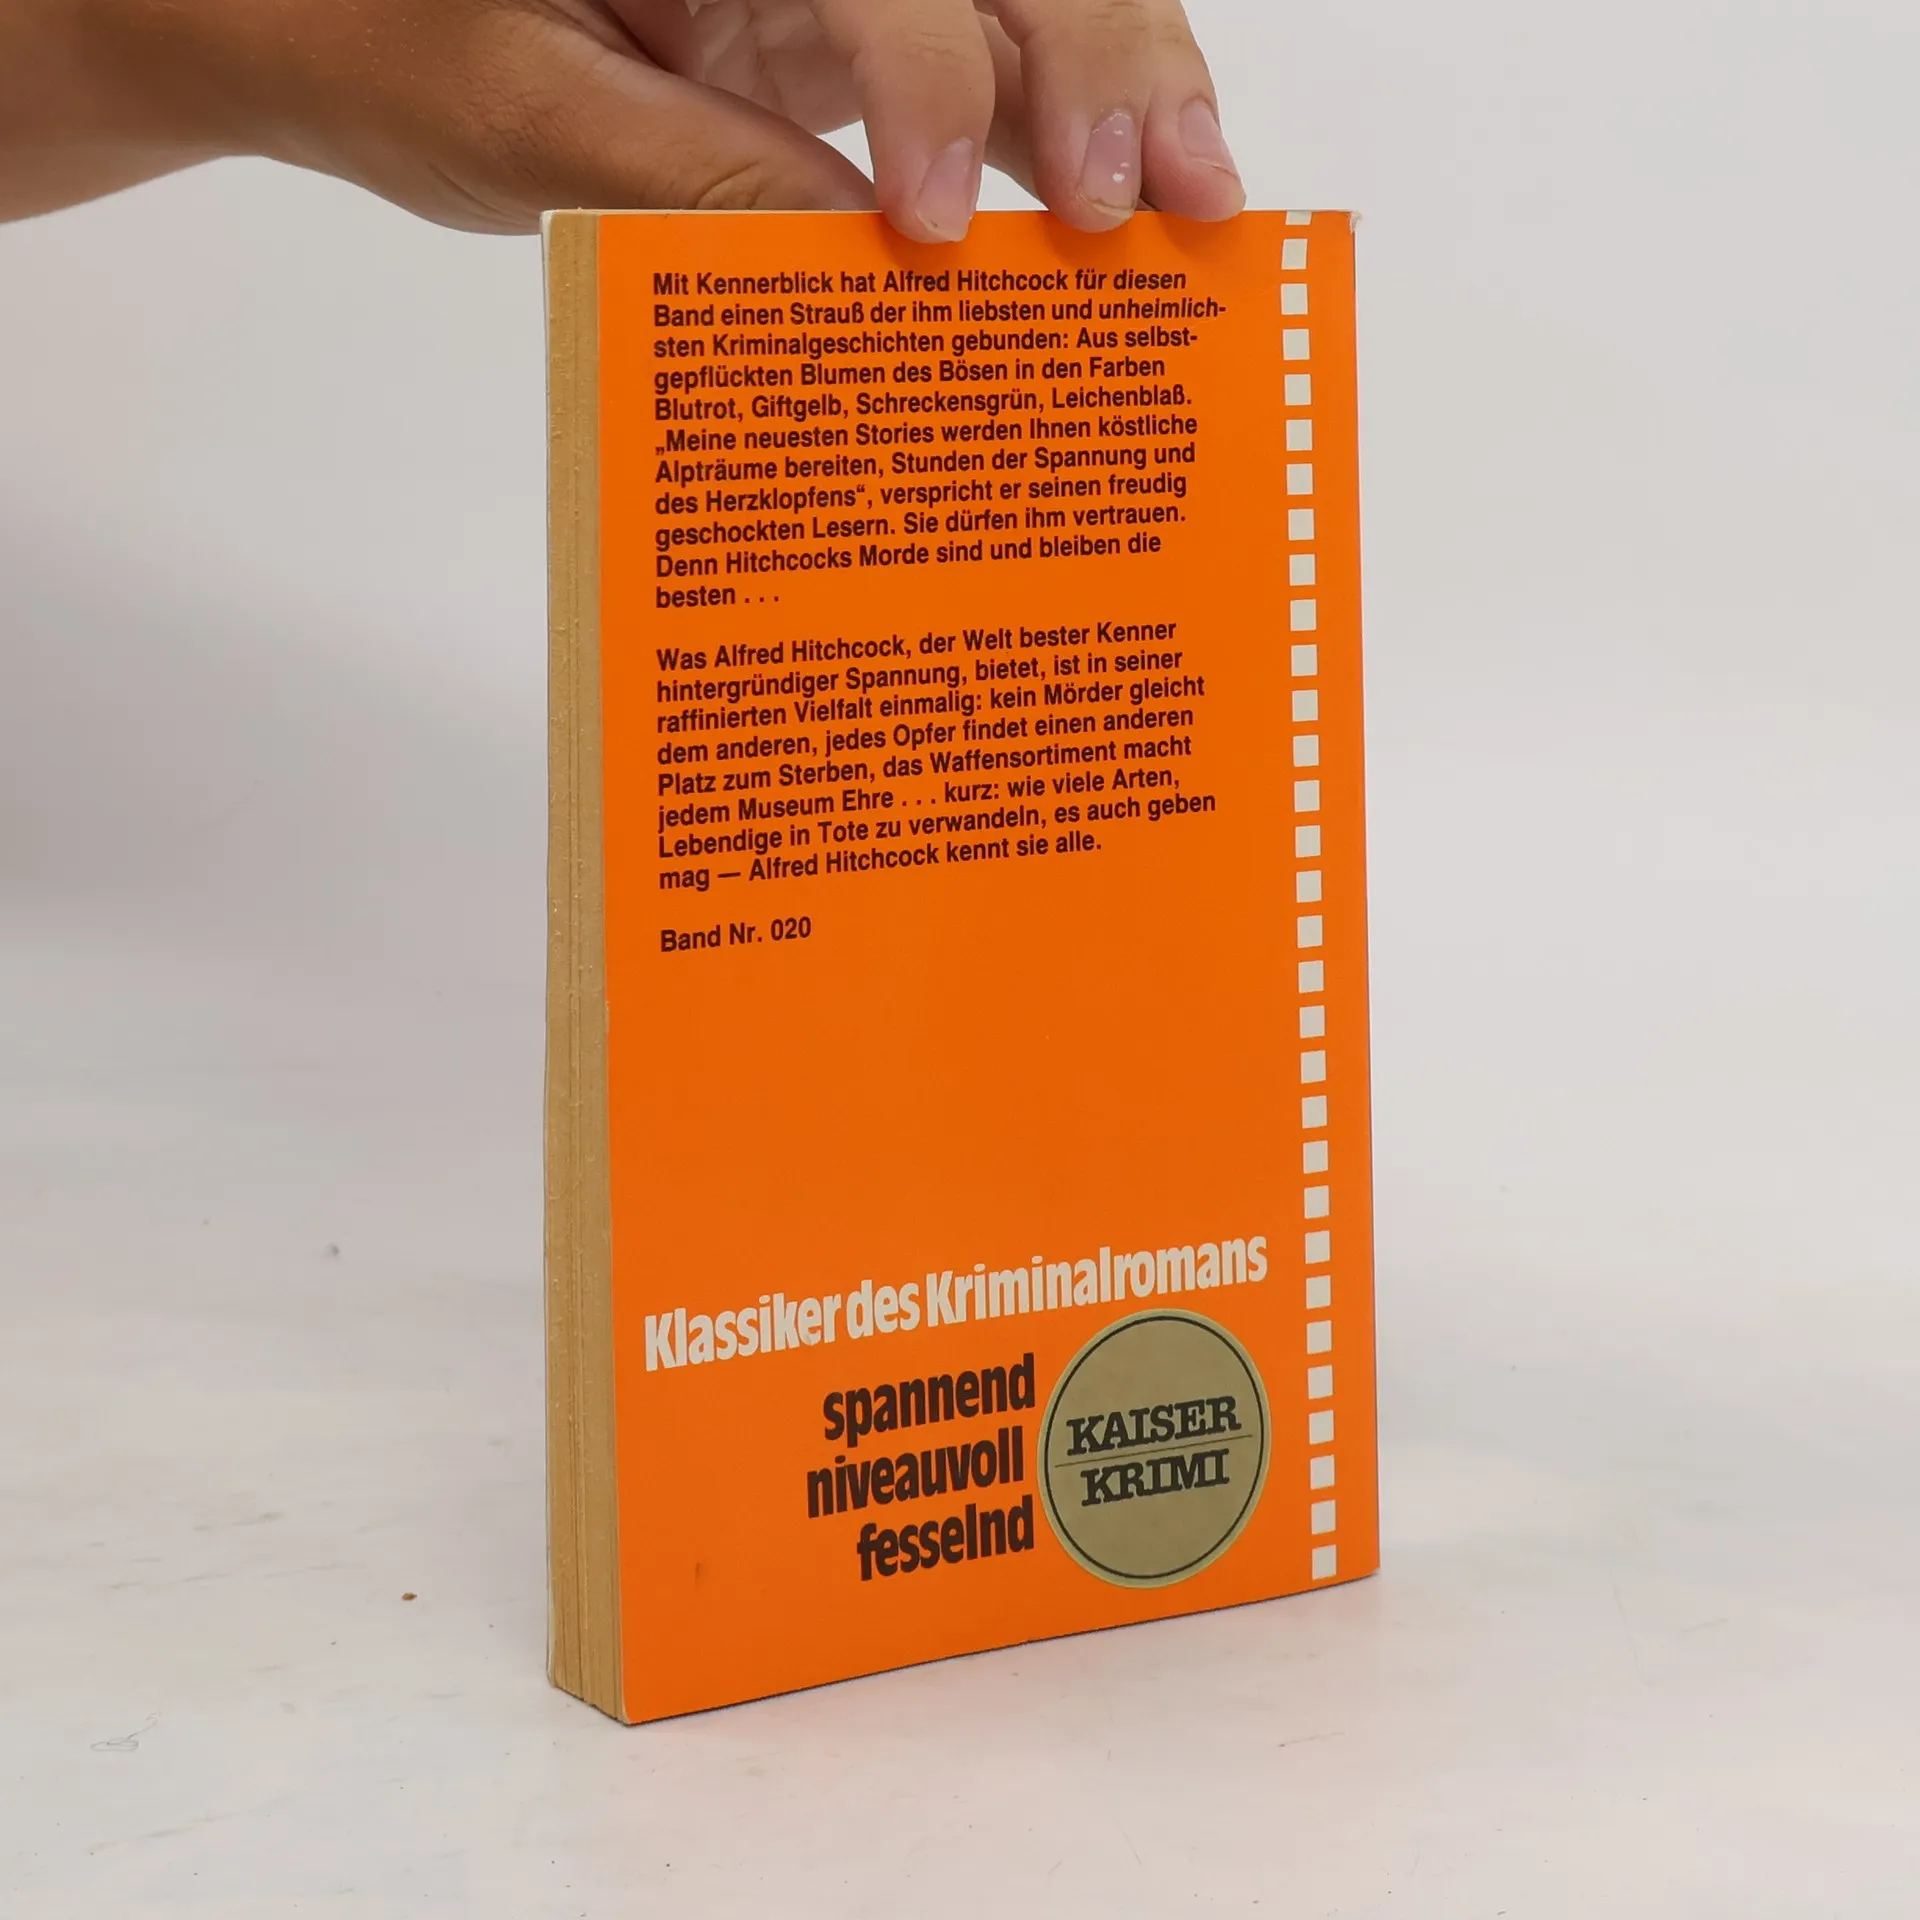 Mit Kennerblick hat Alfred Hitchcock für diesen
Band einen Strauß der ihm liebsten und unheimlich-
sten Kriminalgeschichten gebunden: Aus selbst-
gepflückten Blumen des Bösen in den Farben
Blutrot, Giftgelb, Schreckensgrün, Leichenblaß.
„Meine neuesten Stories werden Ihnen köstliche
Alpträume bereiten, Stunden der Spannung und
des Herzklopfens“, verspricht er seinen freudig
geschockten Lesern. Sie dürfen ihm vertrauen.
Denn Hitchcocks Morde sind und bleiben die
besten . . .
Was Alfred Hitchcock, der Welt bester Kenner
hintergründiger Spannung, bietet, ist in seiner
raffinierten Vielfalt einmalig: kein Mörder gleicht
dem anderen, jedes Opfer findet einen anderen
Platz zum Sterben, das Waffensortiment macht
jedem Museum Ehre . . . kurz: wie viele Arten,
Lebendige in Tote zu verwandeln, es auch geben
mag — Alfred Hitchcock kennt sie alle.
Band Nr. 020
Klassiker des Kriminalromans
spannend
niveauvoll
fesselnd
KAISER
KRIMI